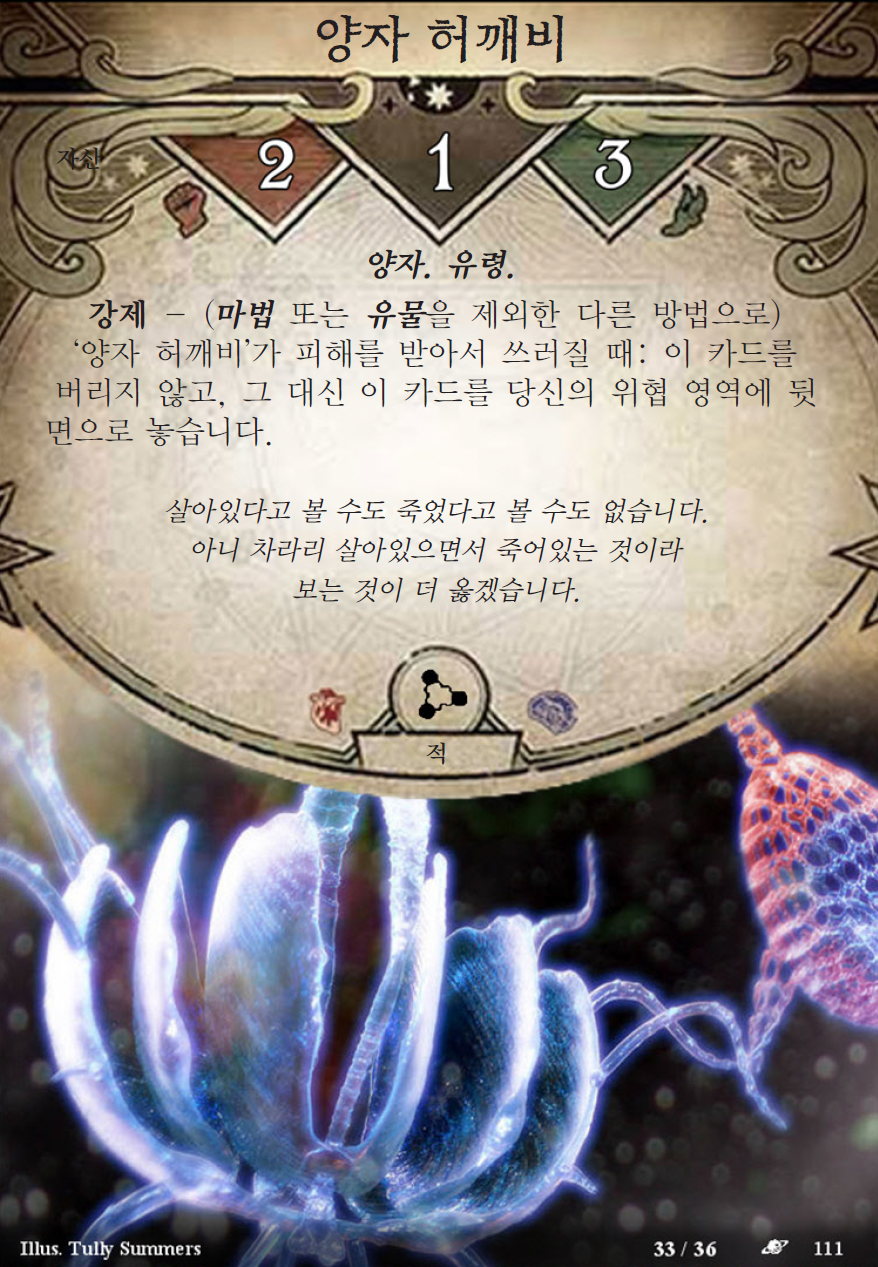 양자 허깨비
자신
2 1 3
양자. 유령.
강제 – (마법 또는 유물을 제외한 다른 방법으로)
‘양자 허깨비’가 피해를 받아서 쓰러질 때: 이 카드를
버리지 않고, 그 대신 이 카드를 당신의 위협 영역에 뒷
면으로 놓습니다.
살아있다고 볼 수도 죽었다고 볼 수도 없습니다.
아니 차라리 살아있으면서 죽어있는 것이라
보는 것이 더 옳겠습니다.
적
Illus. Tully Summers
33 / 36
111